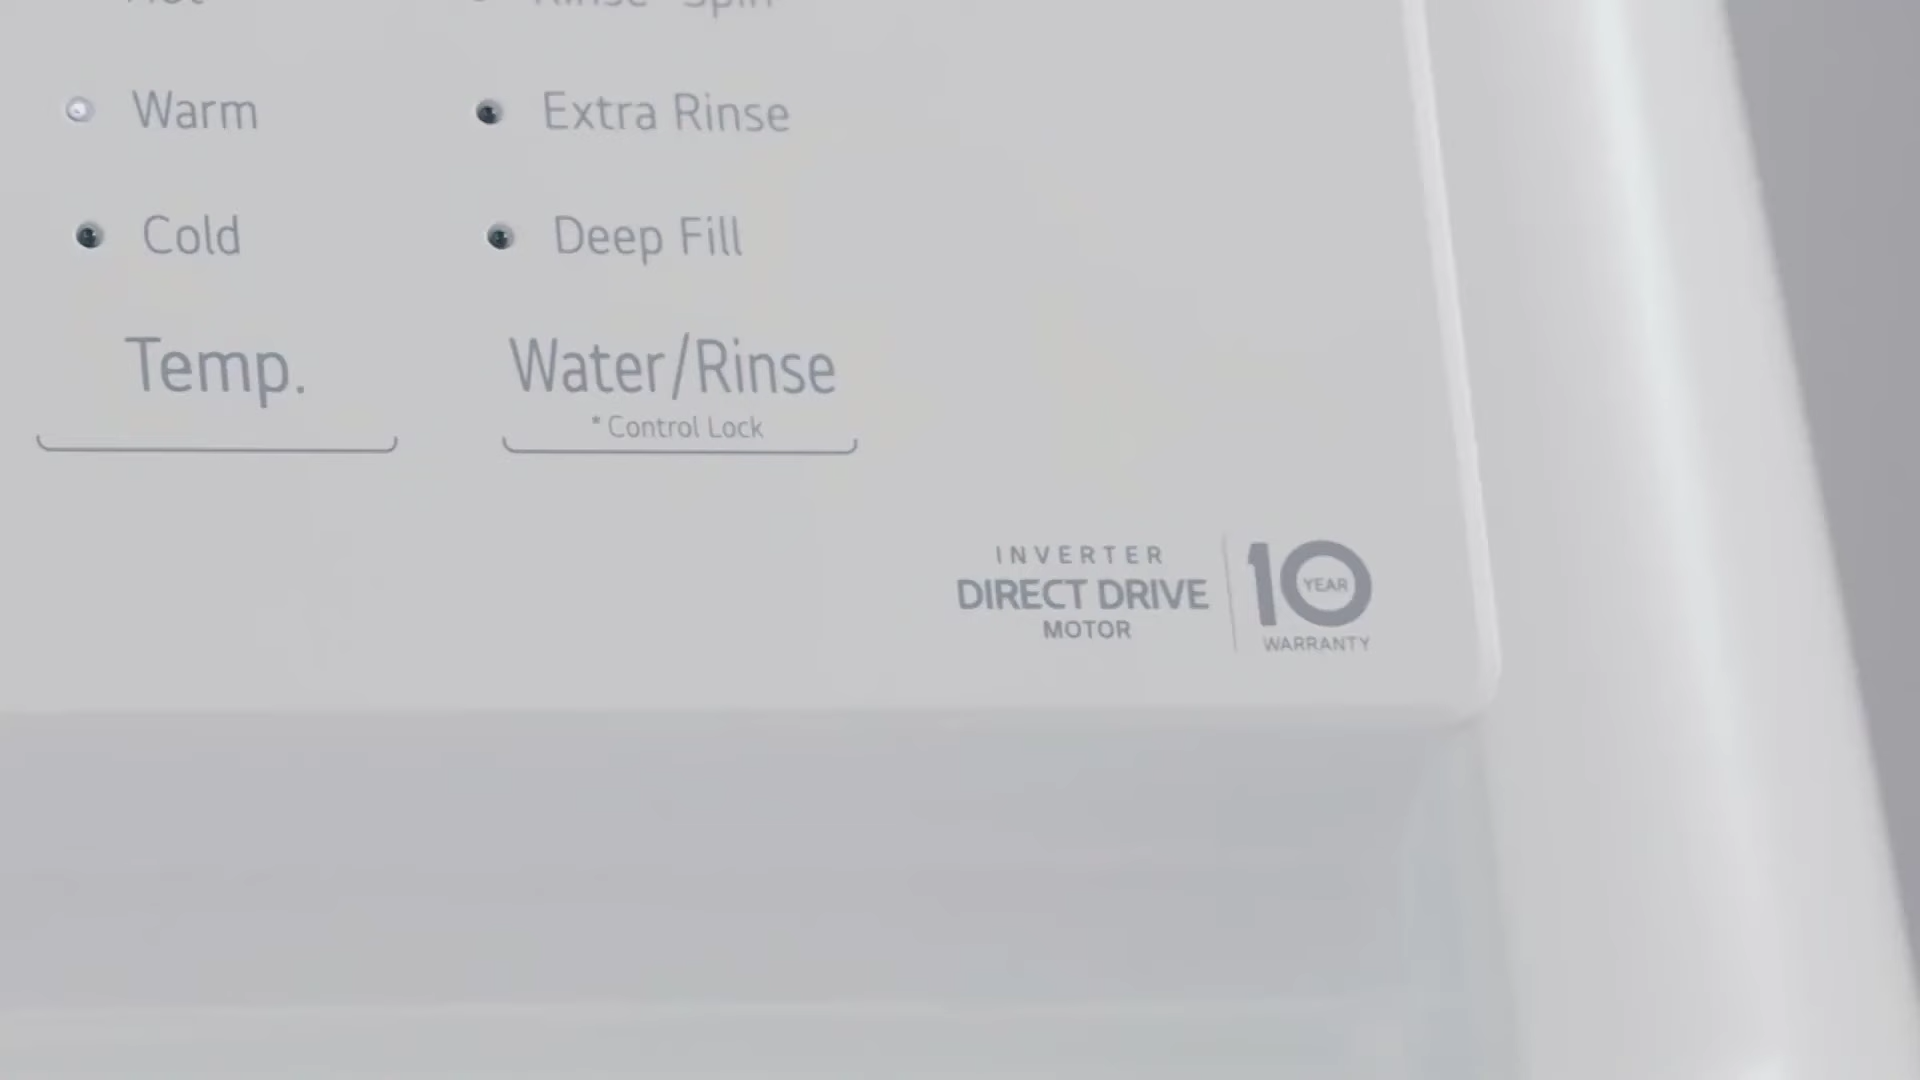 Warm
Extra Rinse
Cold
Deep Fill
Temp.
Water/Rinse
* Control Lock
INVERTER
DIRECT DRIVE
MOTOR
10
YEAR
WARRANTY